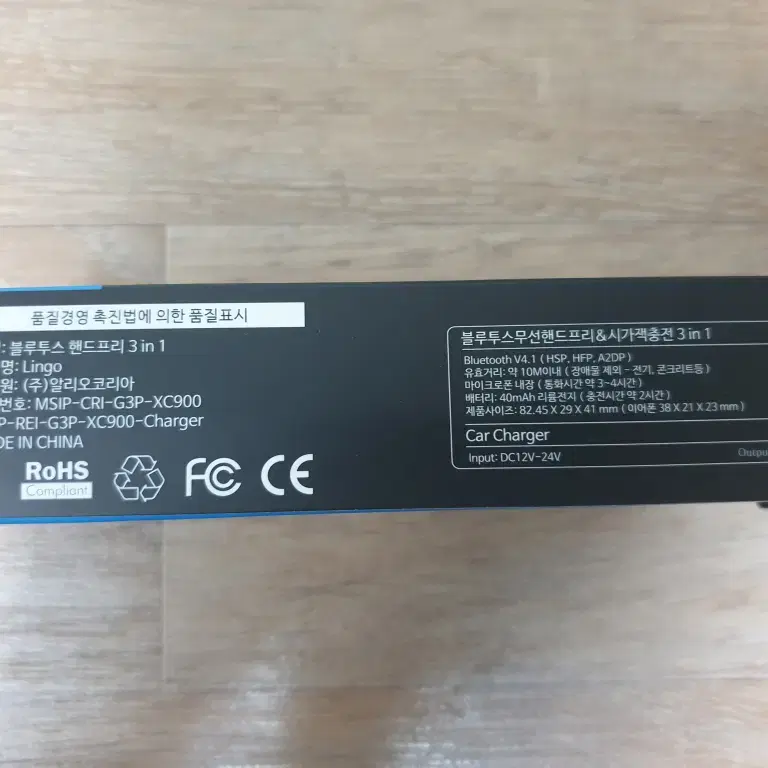 품질경영 촉진법에 의한 품질표시
: 블루투스 핸드프리 3 in 1
명: Lingo
원: (주)알리오코리아
번호: MSIP-CRI-G3P-XC900
P-REI-G3P-XC900-Charger
DE IN CHINA
RoHS
Compliant
FC CE
블루투스무선핸드프리&시가잭충전 3 in 1
Bluetooth V4.1 ( HSP, HFP, A2DP )
유효거리: 약 10M이내 ( 장애물 제외 - 전기, 콘크리트등 )
마이크로폰 내장 ( 통화시간 약 3~4시간 )
배터리: 40mAh 리튬전지 ( 충전시간 약 2시간 )
제품사이즈: 82.45 X 29 X 41 mm ( 이어폰 38 X 21 X 23 mm )
Car Charger
Input: DC12V-24V
Outpu